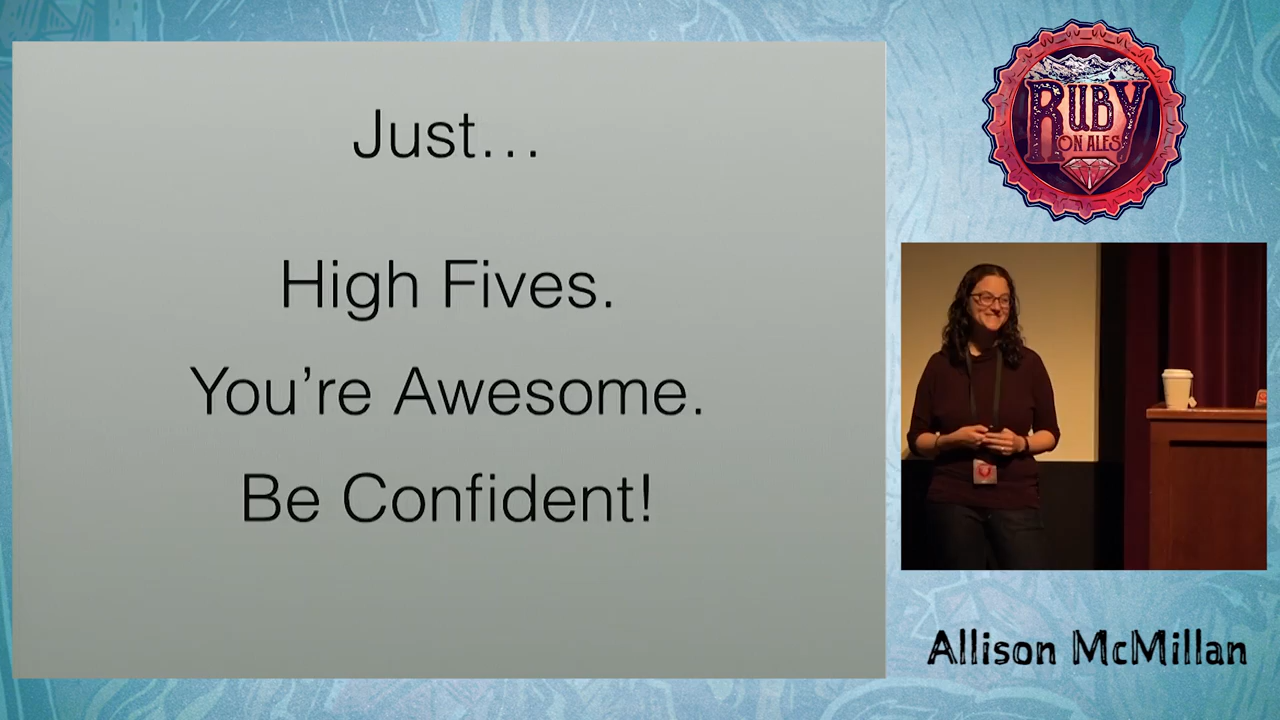 Just...
High Fives.
You're Awesome.
Be Confident!
RUBY
ON ALES
Allison McMillan